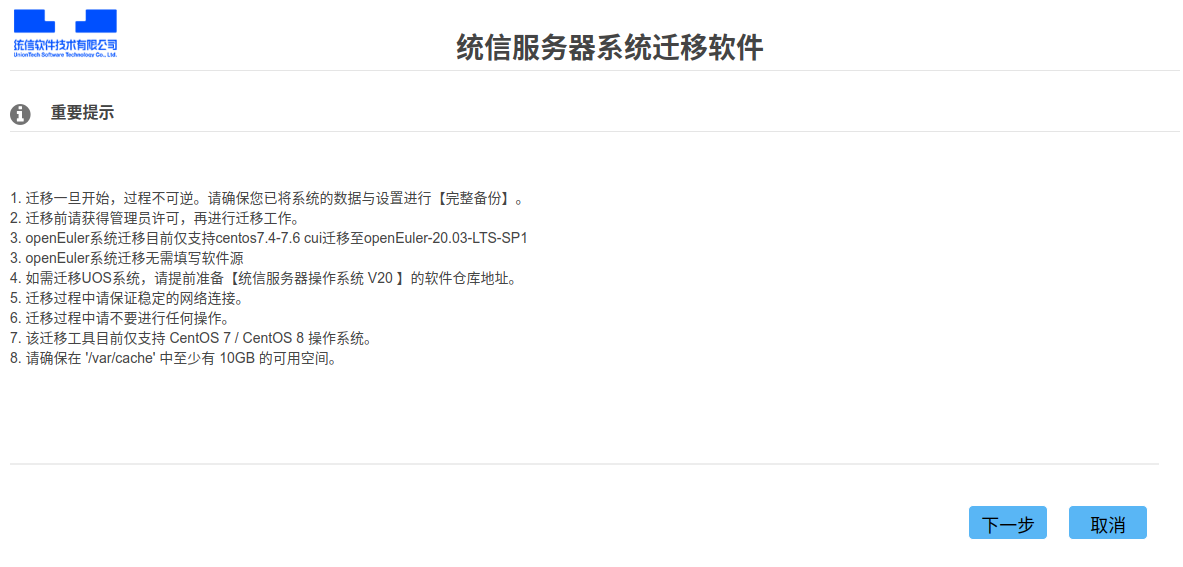 统信软件技术有限公司
UnionTech Software Technology Co., Ltd.
统信服务器系统迁移软件
重要提示
1. 迁移一旦开始，过程不可逆。请确保您已将系统的数据与设置进行【完整备份】。
2. 迁移前请获得管理员许可，再进行迁移工作。
3. openEuler系统迁移目前仅支持centos7.4-7.6 cui迁移至openEuler-20.03-LTS-SP1
3. openEuler系统迁移无需填写软件源
4. 如需迁移UOS系统，请提前准备【统信服务器操作系统 V20 】的软件仓库地址。
5. 迁移过程中请保证稳定的网络连接。
6. 迁移过程中请不要进行任何操作。
7. 该迁移工具目前仅支持 CentOS 7 / CentOS 8 操作系统。
8. 请确保在 '/var/cache' 中至少有 10GB 的可用空间。
下一步 取消